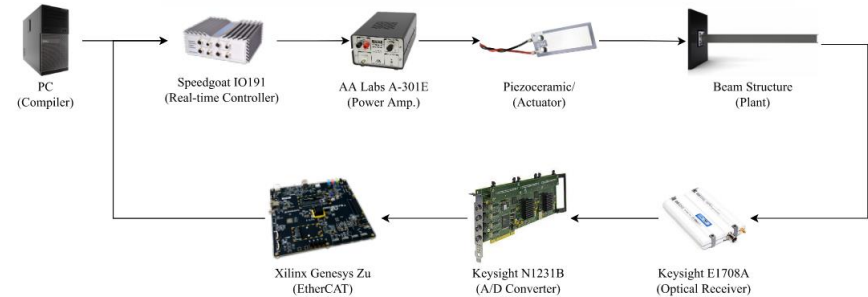 PC
(Compiler)
Speedgoat IO191
(Real-time Controller)
AA Labs A-301E
(Power Amp.)
Piezoceramic/
(Actuator)
Beam Structure
(Plant)
Xilinx Genesys Zu
(EtherCAT)
Keysight N1231B
(A/D Converter)
Keysight E1708A
(Optical Receiver)